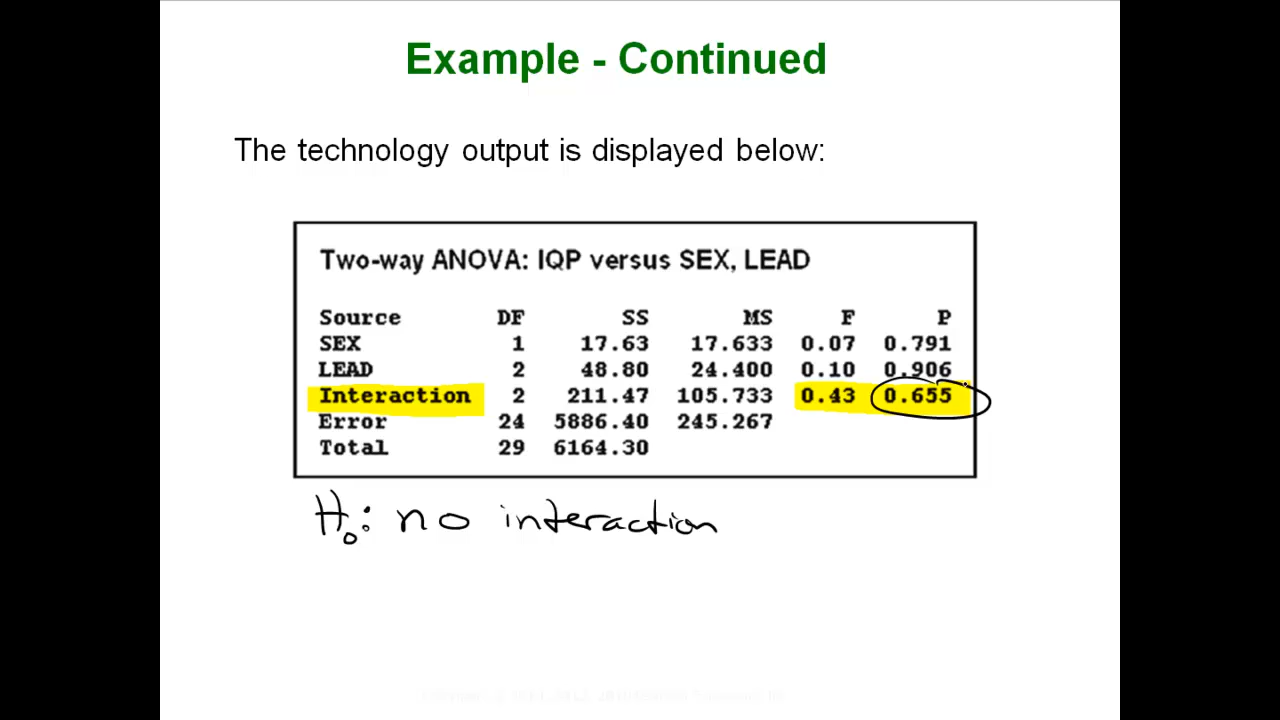 Example - Continued
The technology output is displayed below:
Two-way ANOVA: IQP versus SEX, LEAD
Source DF SS MS F P
SEX 1 17.63 17.633 0.07 0.791
LEAD 2 48.80 24.400 0.10 0.906
Interaction 2 211.47 105.733 0.43 0.655
Error 24 5886.40 245.267
Total 29 6164.30
H₀: no interaction